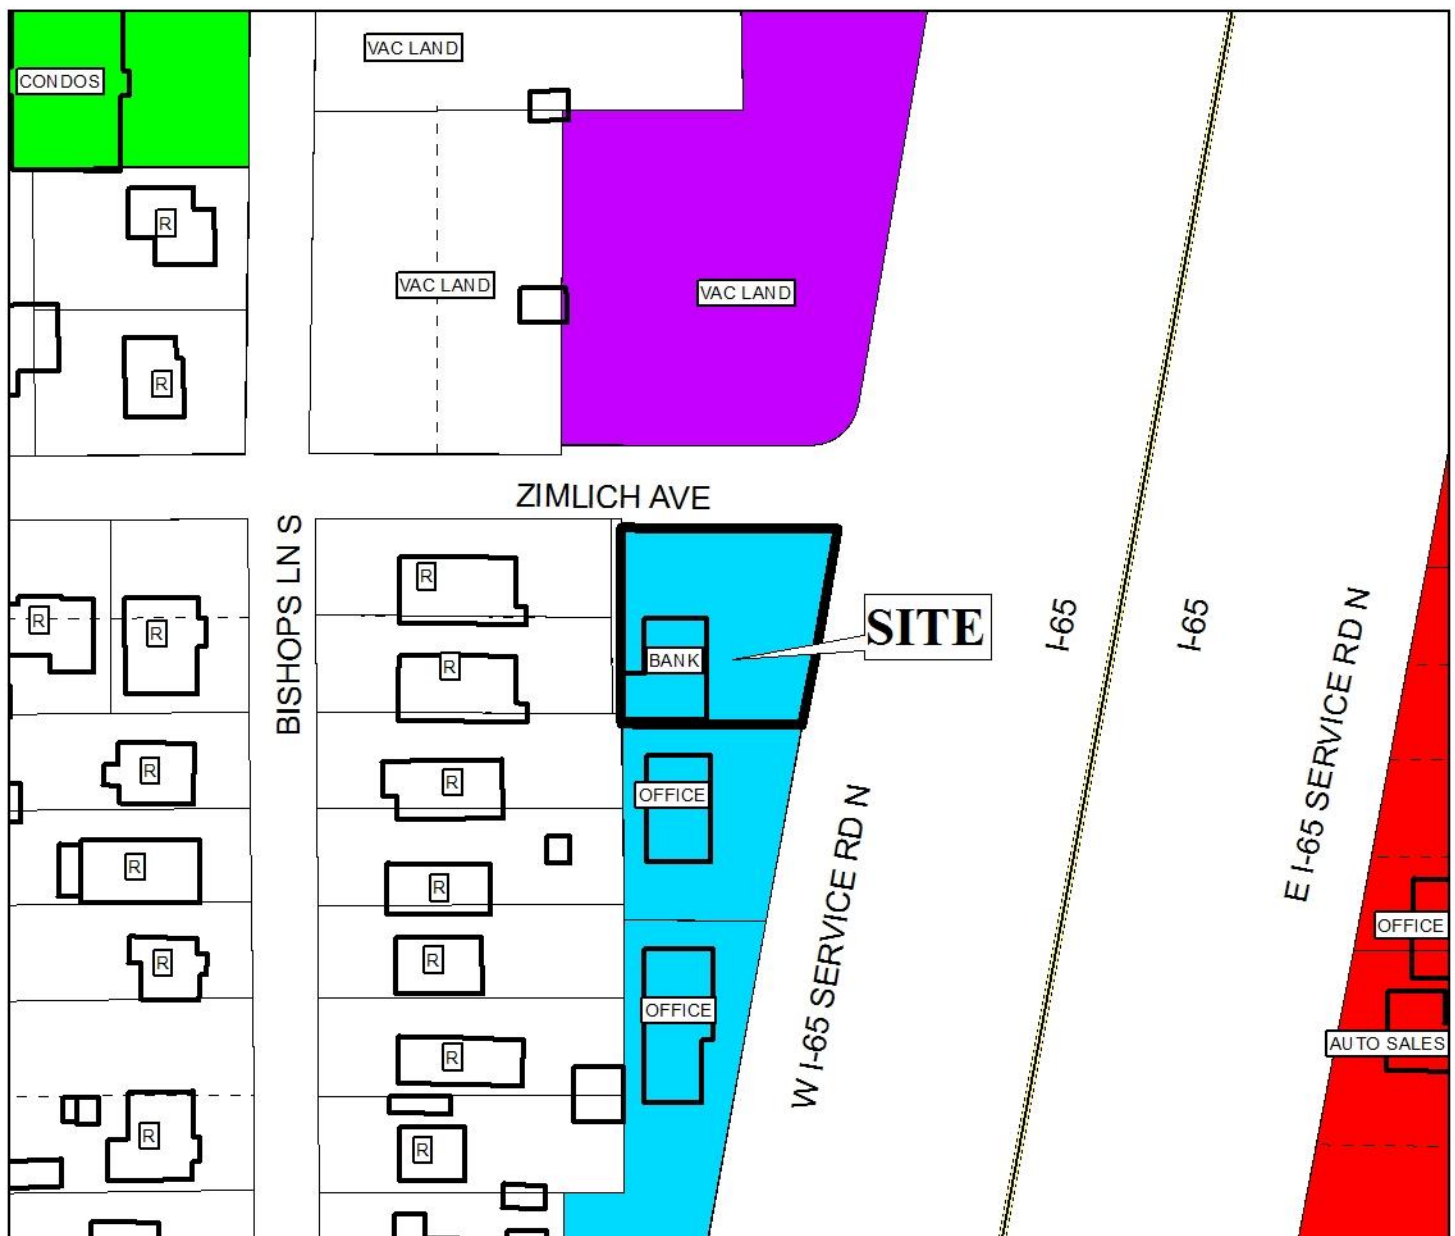 VAC LAND
CONDOS
R
VAC LAND
VAC LAND
R
ZIMLICH AVE
BISHOPS LN S
R
R
R
R
SITE
BANK
I-65
I-65
E I-65 SERVICE RD N
R
R
OFFICE
W I-65 SERVICE RD N
R
R
OFFICE
R
R
OFFICE
AUTO SALES
R
R
R